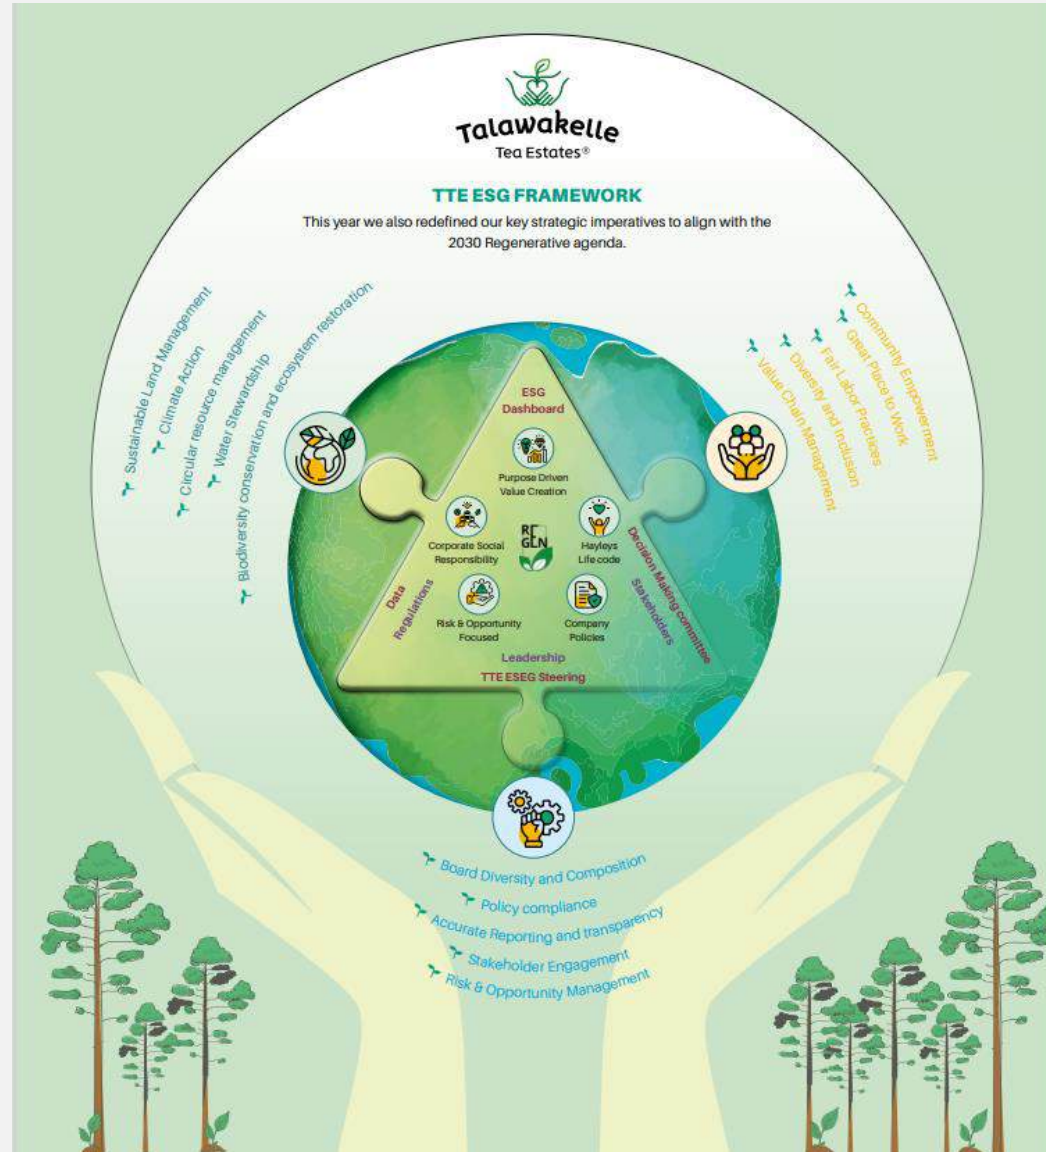 Talawakelle
Tea Estates®
TTE ESG FRAMEWORK
This year we also redefined our key strategic imperatives to align with the
2030 Regenerative agenda.
Sustainable Land Management
Climate Action
Circular resource management
Water Stewardship
Biodiversity conservation and ecosystem restoration
Community Empowerment
Great Place to Work
Fair Labor Practices
Diversity and Inclusion
Value Chain Management
ESG
Dashboard
Purpose Driven
Value Creation
Corporate Social
Responsibility
RE
GEN
Hayleys
Life code
Data
Regulations
Decision Making committee
Stakeholders
Risk & Opportunity
Focused
Company
Policies
Leadership
TTE ESEG Steering
Board Diversity and Composition
Policy compliance
Accurate Reporting and transparency
Stakeholder Engagement
Risk & Opportunity Management